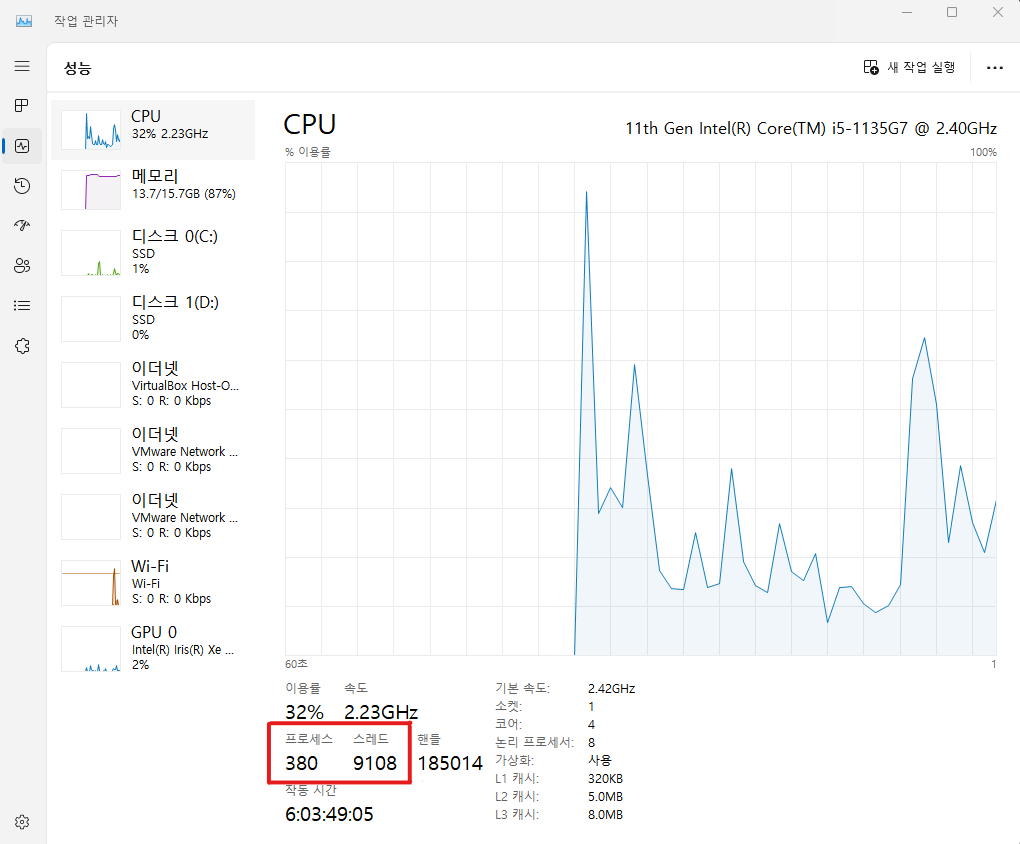 작업 관리자
성능
새 작업 실행
CPU
32% 2.23GHz
메모리
13.7/15.7GB (87%)
디스크 0(C:)
SSD
1%
디스크 1(D:)
SSD
0%
이더넷
VirtualBox Host-O...
S: 0 R: 0 Kbps
이더넷
VMware Network ...
S: 0 R: 0 Kbps
이더넷
VMware Network ...
S: 0 R: 0 Kbps
Wi-Fi
Wi-Fi
S: 0 R: 0 Kbps
GPU 0
Intel(R) Iris(R) Xe ...
2%
CPU
11th Gen Intel(R) Core(TM) i5-1135G7 @ 2.40GHz
% 이용률
100%
60초
1
이용률 속도
32% 2.23GHz
프로세스 스레드 핸들
380 9108 185014
작동 시간
6:03:49:05
기본 속도: 2.42GHz
소켓: 1
코어: 4
논리 프로세서: 8
가상화: 사용
L1 캐시: 320KB
L2 캐시: 5.0MB
L3 캐시: 8.0MB